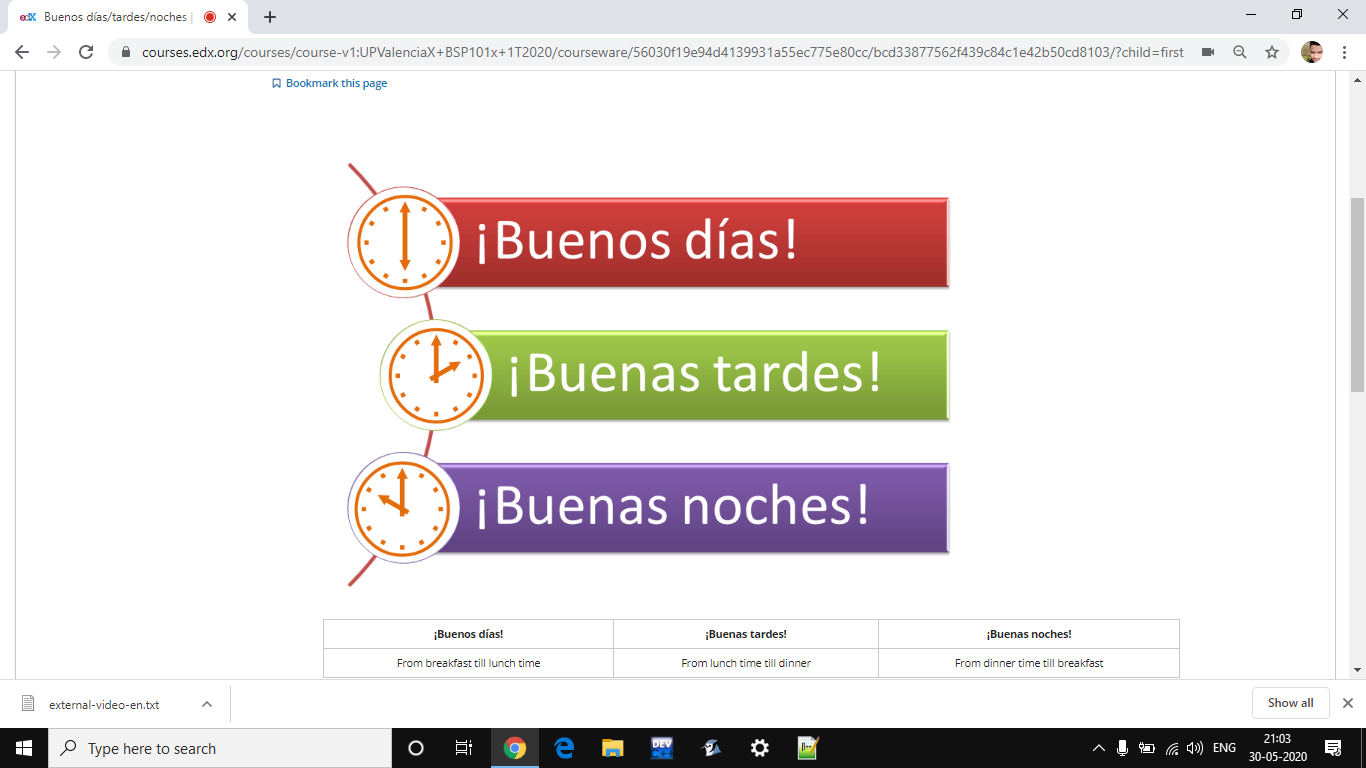 edX Buenos días/tardes/noches |
courses.edx.org/courses/course-v1:UPValenciaX+BSP101x+1T2020/courseware/56030f19e94d4139931a55ec775e80cc/bcd33877562f439c84c1e42b50cd8103/?child=first
Bookmark this page
¡Buenos días!
¡Buenas tardes!
¡Buenas noches!
¡Buenos días! ¡Buenas tardes! ¡Buenas noches!
From breakfast till lunch time From lunch time till dinner From dinner time till breakfast
external-video-en.txt Show all
Type here to search DEV C++ ENG 21:03
30-05-2020